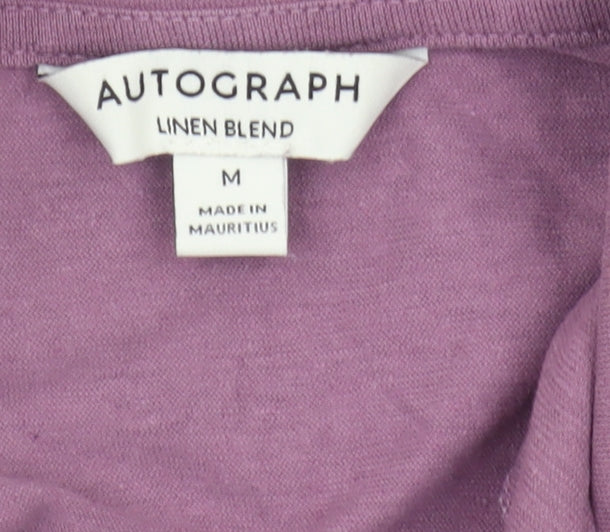 AUTOGRAPH
LINEN BLEND
M
MADE IN
MAURITIUS